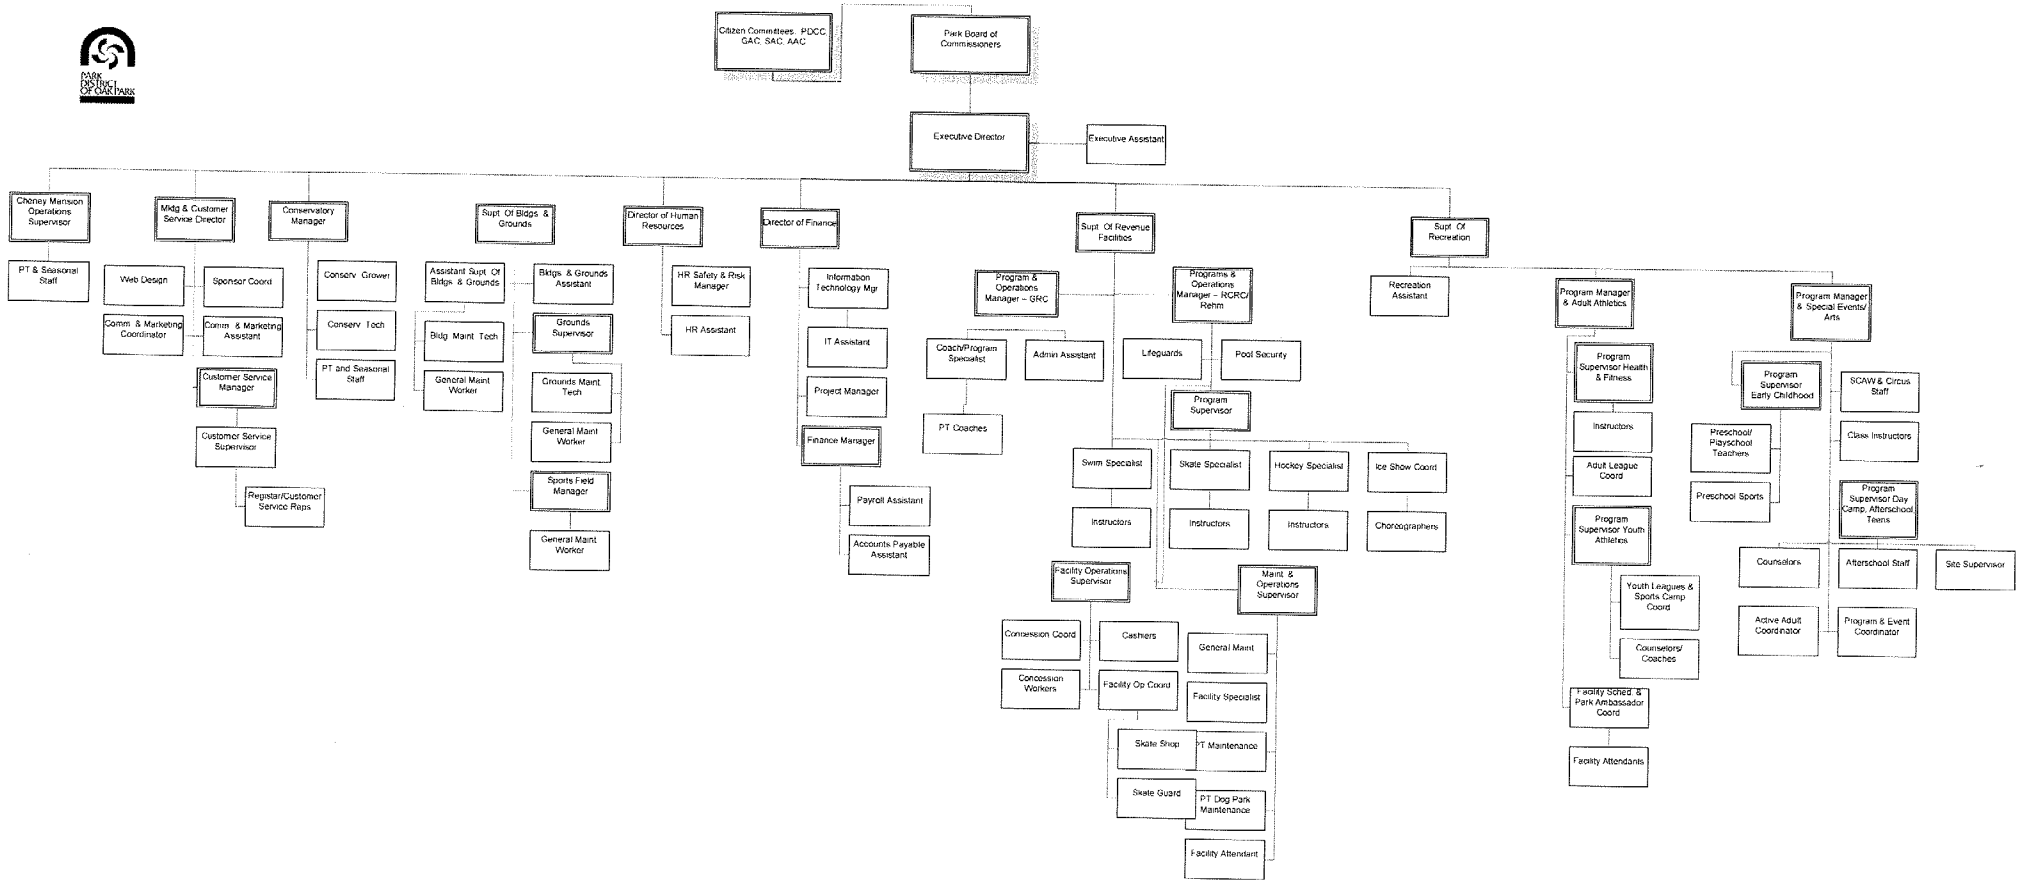 PARK
DISTRICT
OF OAK PARK
Citizen Committees. PDCC
GAC, SAC, AAC
Park Board of
Commissioners
Executive Director
Executive Assistant
Cheney Mansion
Operations
Supervisor
Mktg & Customer
Service Director
Conservatory
Manager
Supt Of Bldgs &
Grounds
Director of Human
Resources
Director of Finance
Supt Of Revenue
Facilities
Supt Of
Recreation
PT & Seasonal
Staff
Web Design
Sponsor Coord
Comm & Marketing
Coordinator
Comm & Marketing
Assistant
Customer Service
Manager
Customer Service
Supervisor
Registar/Customer
Service Raps
Conserv Grower
Conserv Tech
PT and Seasonal
Staff
Assistant Supt Of
Bldgs & Grounds
Bldg Maint Tech
General Maint
Worker
Bldgs & Grounds
Assistant
Grounds
Supervisor
Grounds Maint
Tech
General Maint
Worker
Sports Field
Manager
General Maint
Worker
HR Safety & Risk
Manager
HR Assistant
Information
Technology Mgr
IT Assistant
Project Manager
Finance Manager
Payroll Assistant
Accounts Payable
Assistant
Program &
Operations
Manager – GRC
Coach/Program
Specialist
Admin Assistant
PT Coaches
Programs &
Operations
Manager – RCRC/
Rehm
Lifeguards
Pool Security
Program
Supervisor
Swim Specialist
Skate Specialist
Hockey Specialist
Ice Show Coord
Instructors
Instructors
Instructors
Choreographers
Facility Operations
Supervisor
Maint &
Operations
Supervisor
Concession Coord
Cashiers
Concession
Workers
Facility Op Coord
Skate Shop
Skate Guard
General Maint
Facility Specialist
PT Maintenance
PT Dog Park
Maintenance
Facility Attendant
Recreation
Assistant
Program Manager
& Adult Athletics
Program
Supervisor Health
& Fitness
Instructors
Adult League
Coord
Program
Supervisor Youth
Athletics
Youth Leagues &
Sports Camp
Coord
Counselors/
Coaches
Facility Sched. &
Park Ambassador
Coord
Facility Attendants
Program Manager
& Special Events/
Arts
Program
Supervisor
Early Childhood
SCAW & Circus
Staff
Preschool/
Playschool
Teachers
Class Instructors
Preschool Sports
Program
Supervisor Day
Camp, Afterschool,
Teens
Counselors
Afterschool Staff
Site Supervisor
Active Adult
Coordinator
Program & Event
Coordinator